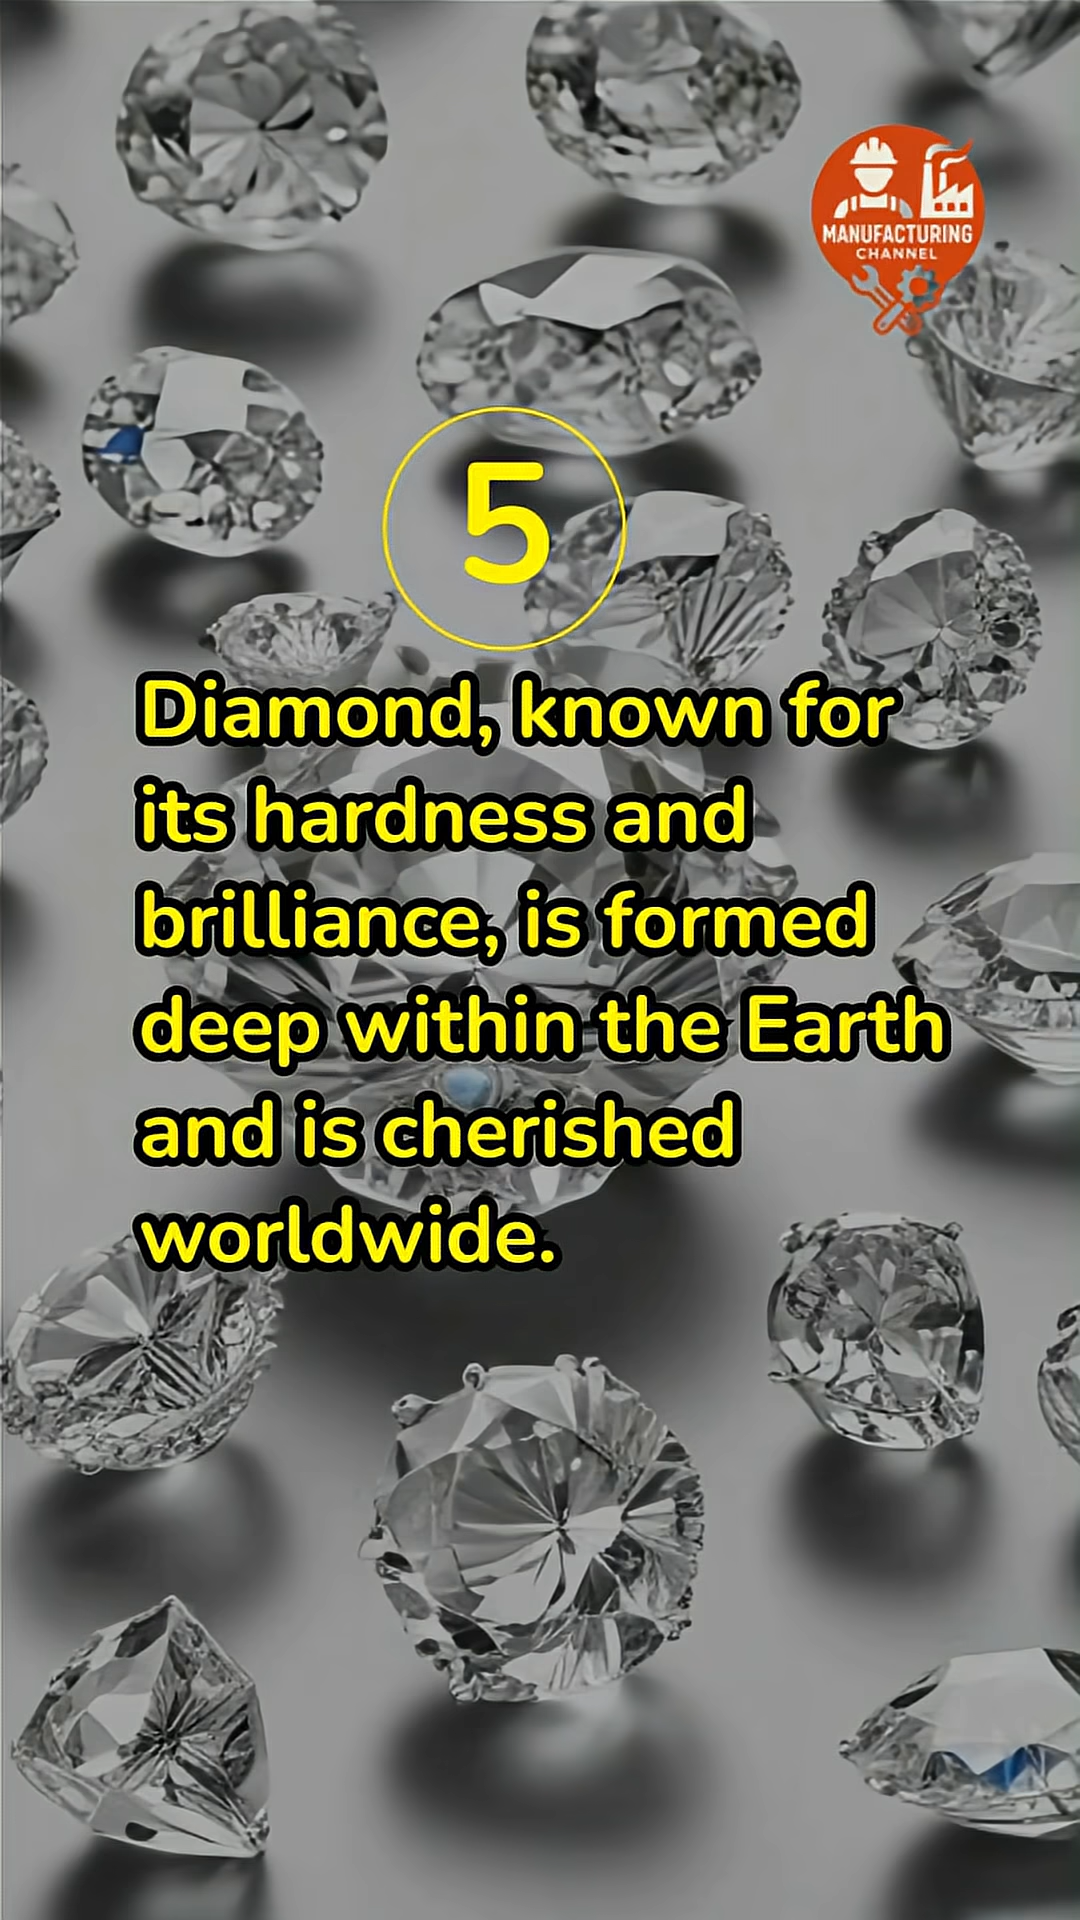 MANUFACTURING
CHANNEL
5
Diamond, known for
its hardness and
brilliance, is formed
deep within the Earth
and is cherished
worldwide.